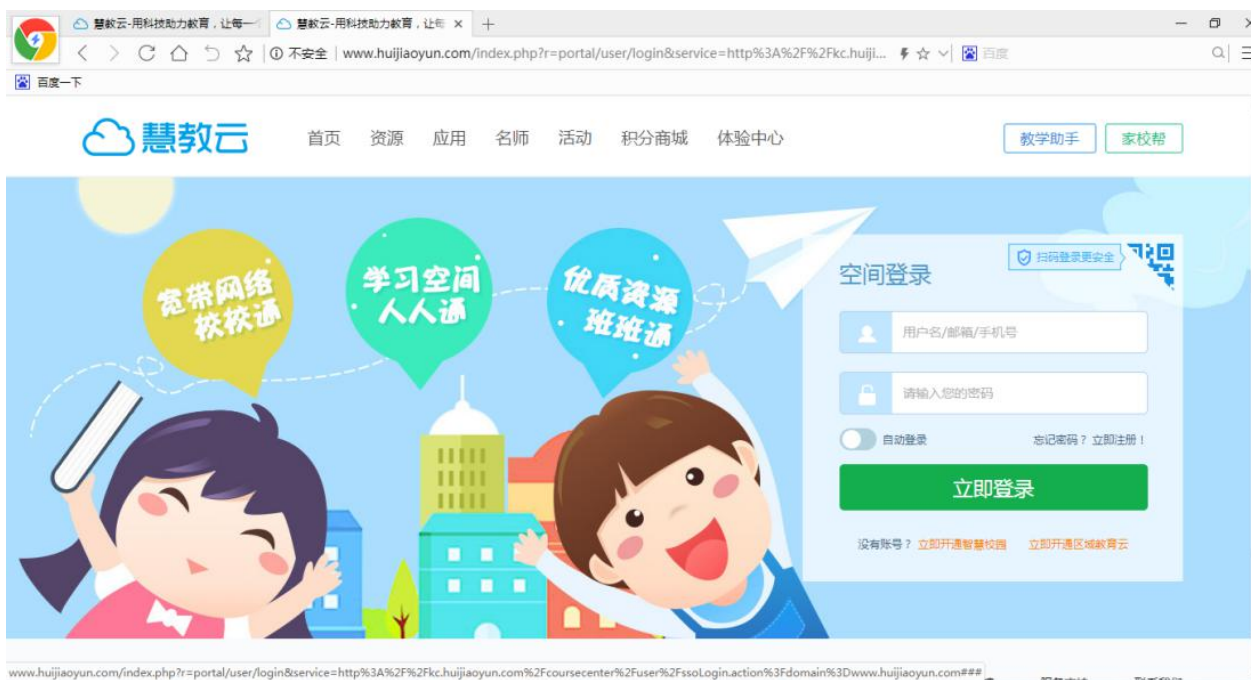 慧教云-用科技助力教育，让每一
慧教云-用科技助力教育，让每
不安全 www.huijiaoyun.com/index.php?r=portal/user/login&service=http%3A%2F%2Fkc.huiji...
百度
百度一下
慧教云
首页 资源 应用 名师 活动 积分商城 体验中心
教学助手 家校帮
宽带网络
校校通
学习空间
人人通
优质资源
班班通
扫码登录更安全
空间登录
用户名/邮箱/手机号
请输入您的密码
自动登录 忘记密码？ 立即注册！
立即登录
没有账号？ 立即开通智慧校园 立即开通区域教育云
www.huijiaoyun.com/index.php?r=portal/user/login&service=http%3A%2F%2Fkc.huijiaoyun.com%2Fcoursecenter%2Fuser%2FssoLogin.action%3Fdomain%3Dwww.huijiaoyun.com###